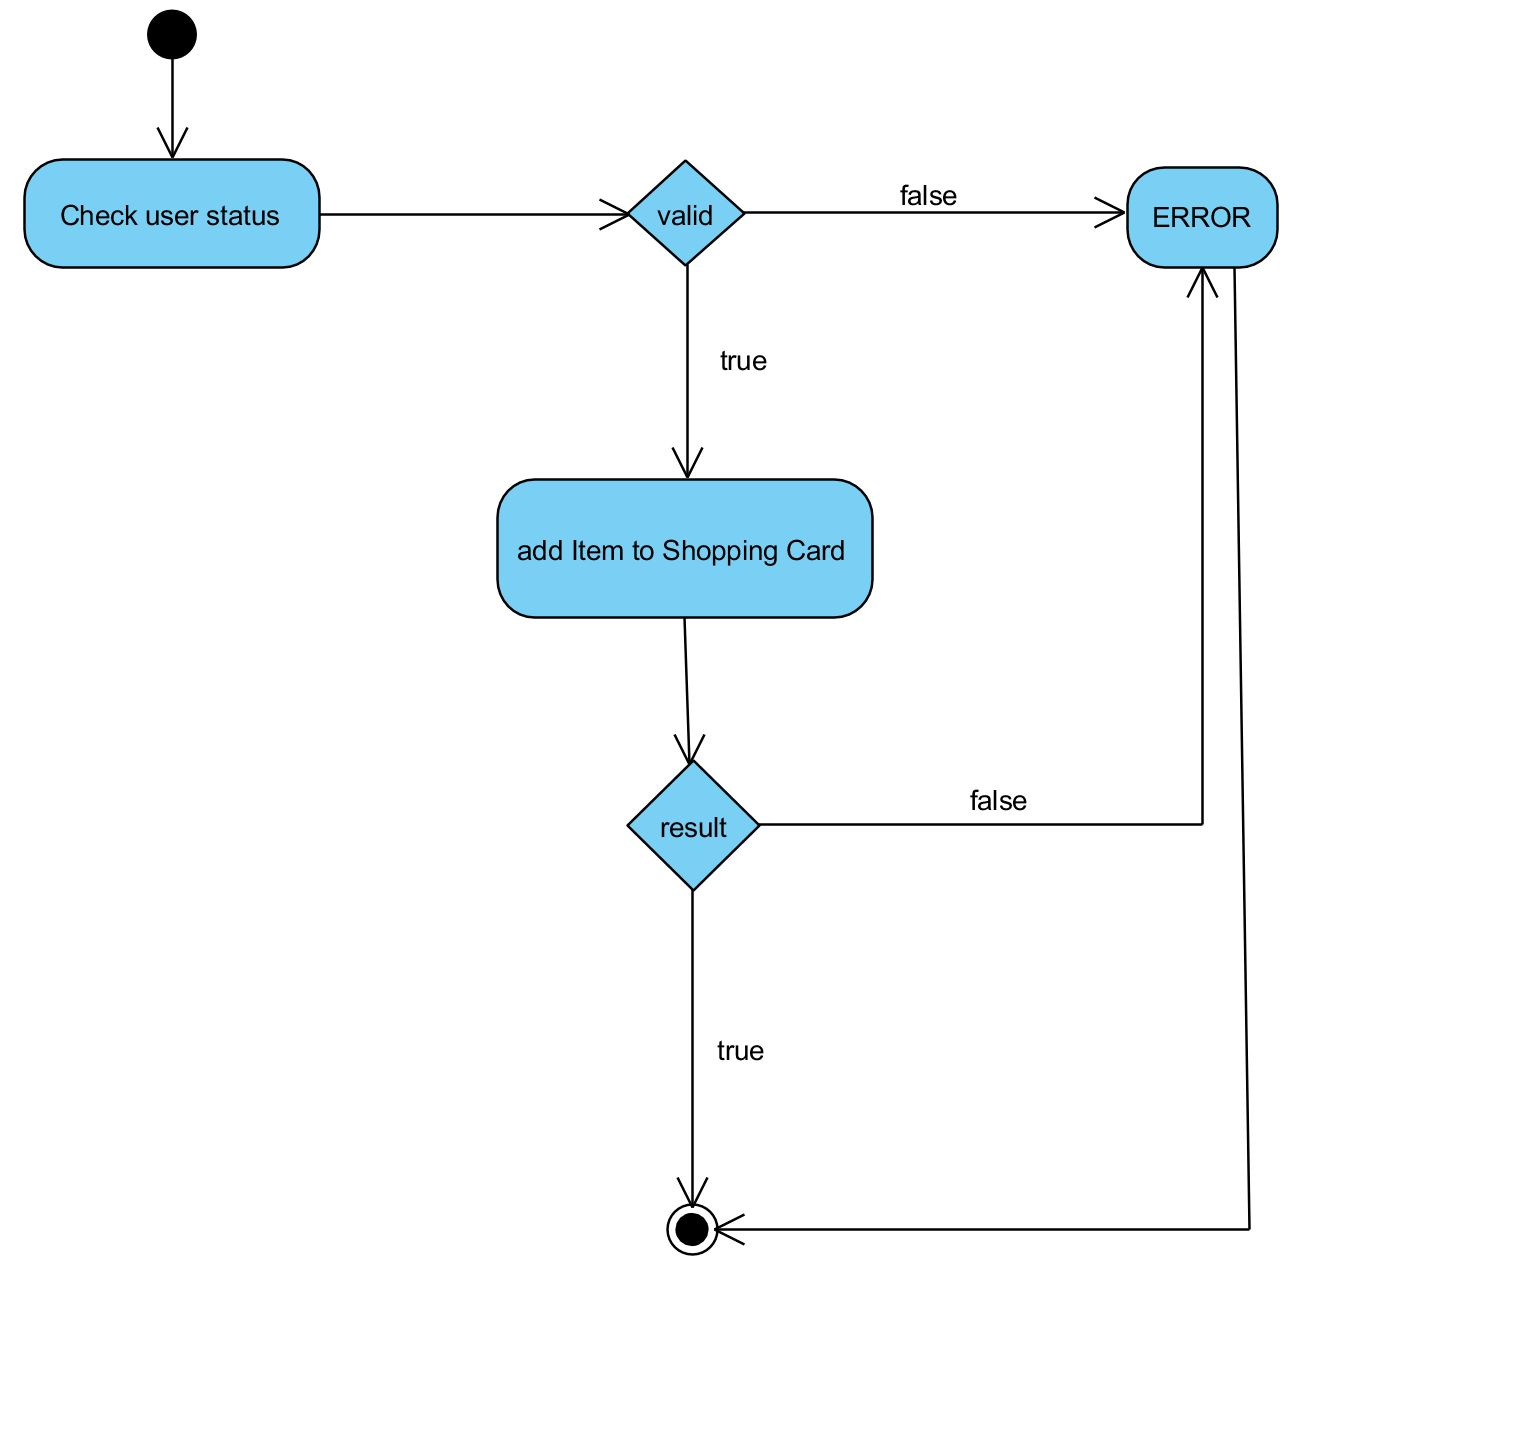 Check user status
valid
false
ERROR
true
add Item to Shopping Card
result
false
true